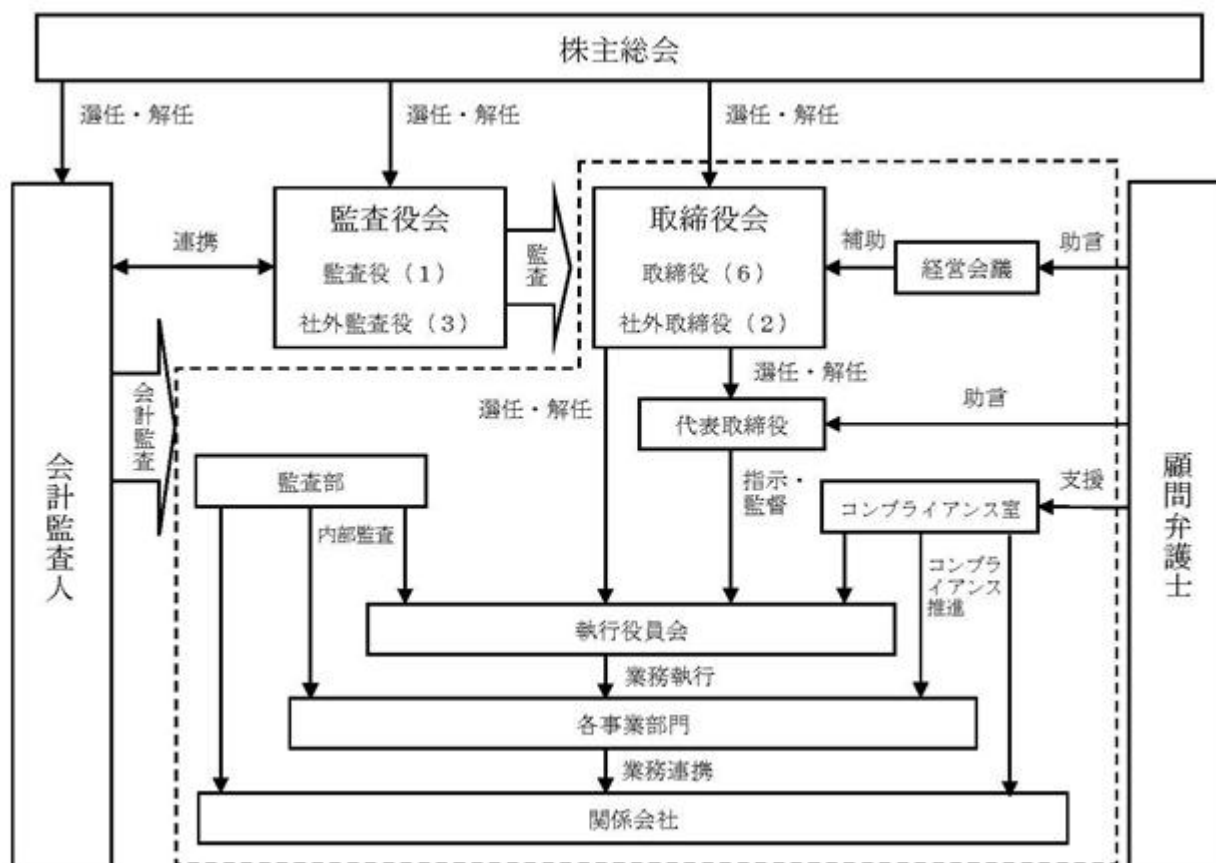 株主総会
選任・解任
選任・解任
選任・解任
監査役会
監査役(1)
社外監査役(3)
監査
取締役会
取締役(6)
社外取締役(2)
連携
補助
経営会議
助言
会計監査
選任・解任
選任・解任
代表取締役
助言
会計監査人
顧問弁護士
監査部
内部監査
指示・
監督
コンプライアンス室
支援
コンプラ
イアンス
推進
執行役員会
業務執行
各事業部門
業務連携
関係会社